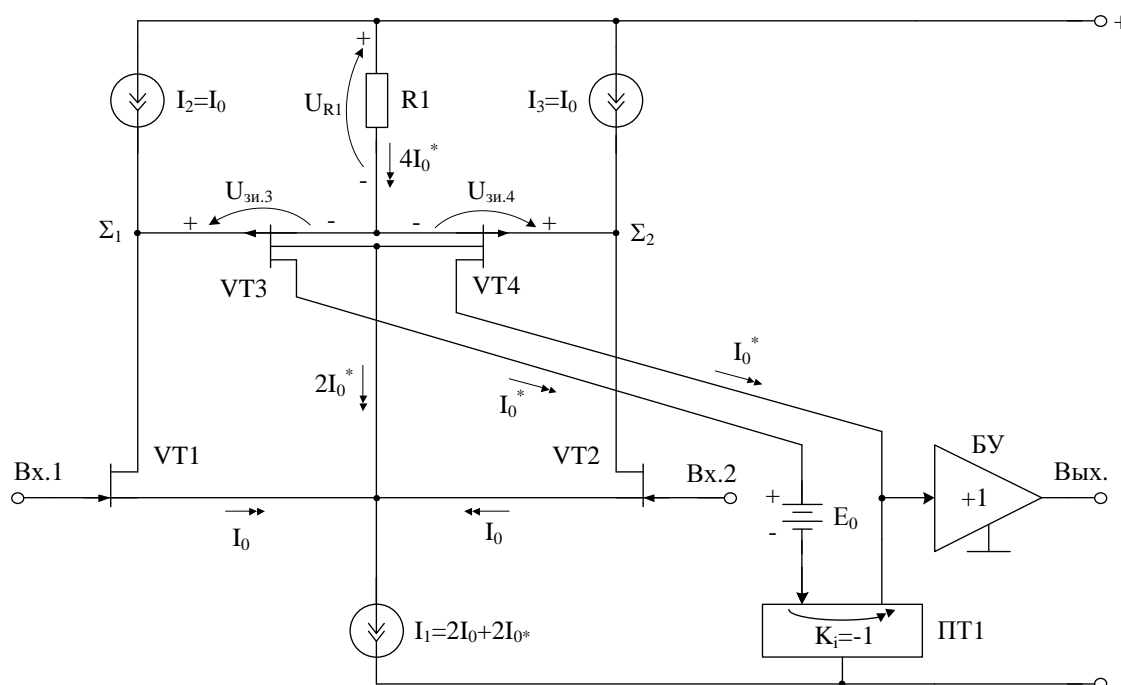 +
I₂=I₀
U_R1
+
R1
I₃=I₀
-
4I₀*
Uзи.3
Uзи.4
+
-
-
+
Σ₁
Σ₂
VT3
VT4
I₀*
2I₀*
I₀*
VT1
VT2
БУ
Вх.1
Вх.2
Вых.
+
+1
I₀
I₀
E₀
-
I₁=2I₀+2I₀*
Kᵢ=-1
ПТ1